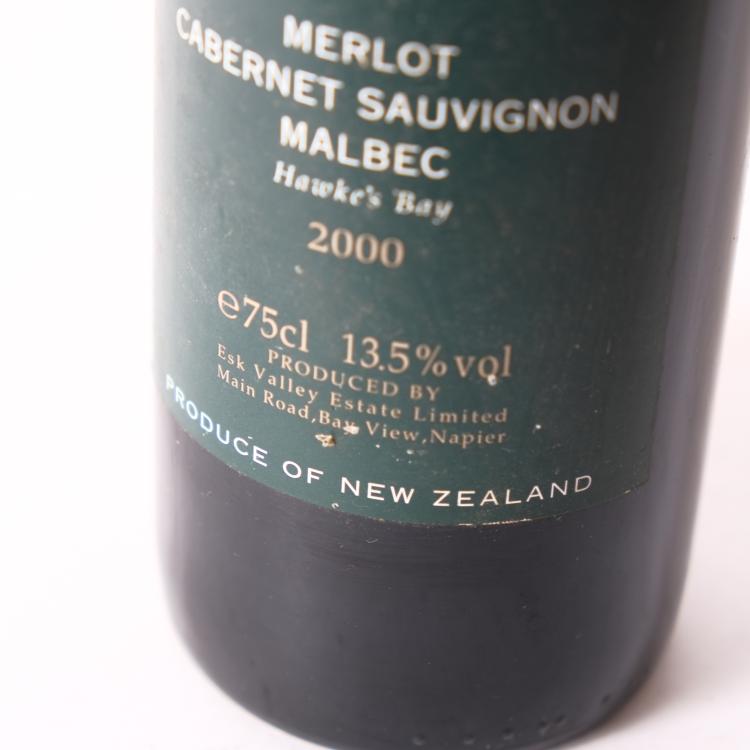 MERLOT
CABERNET SAUVIGNON
MALBEC
Hawke's Bay
2000
℮75cl 13.5% vol
PRODUCED BY
Esk Valley Estate Limited
Main Road, Bay View, Napier
PRODUCE OF NEW ZEALAND